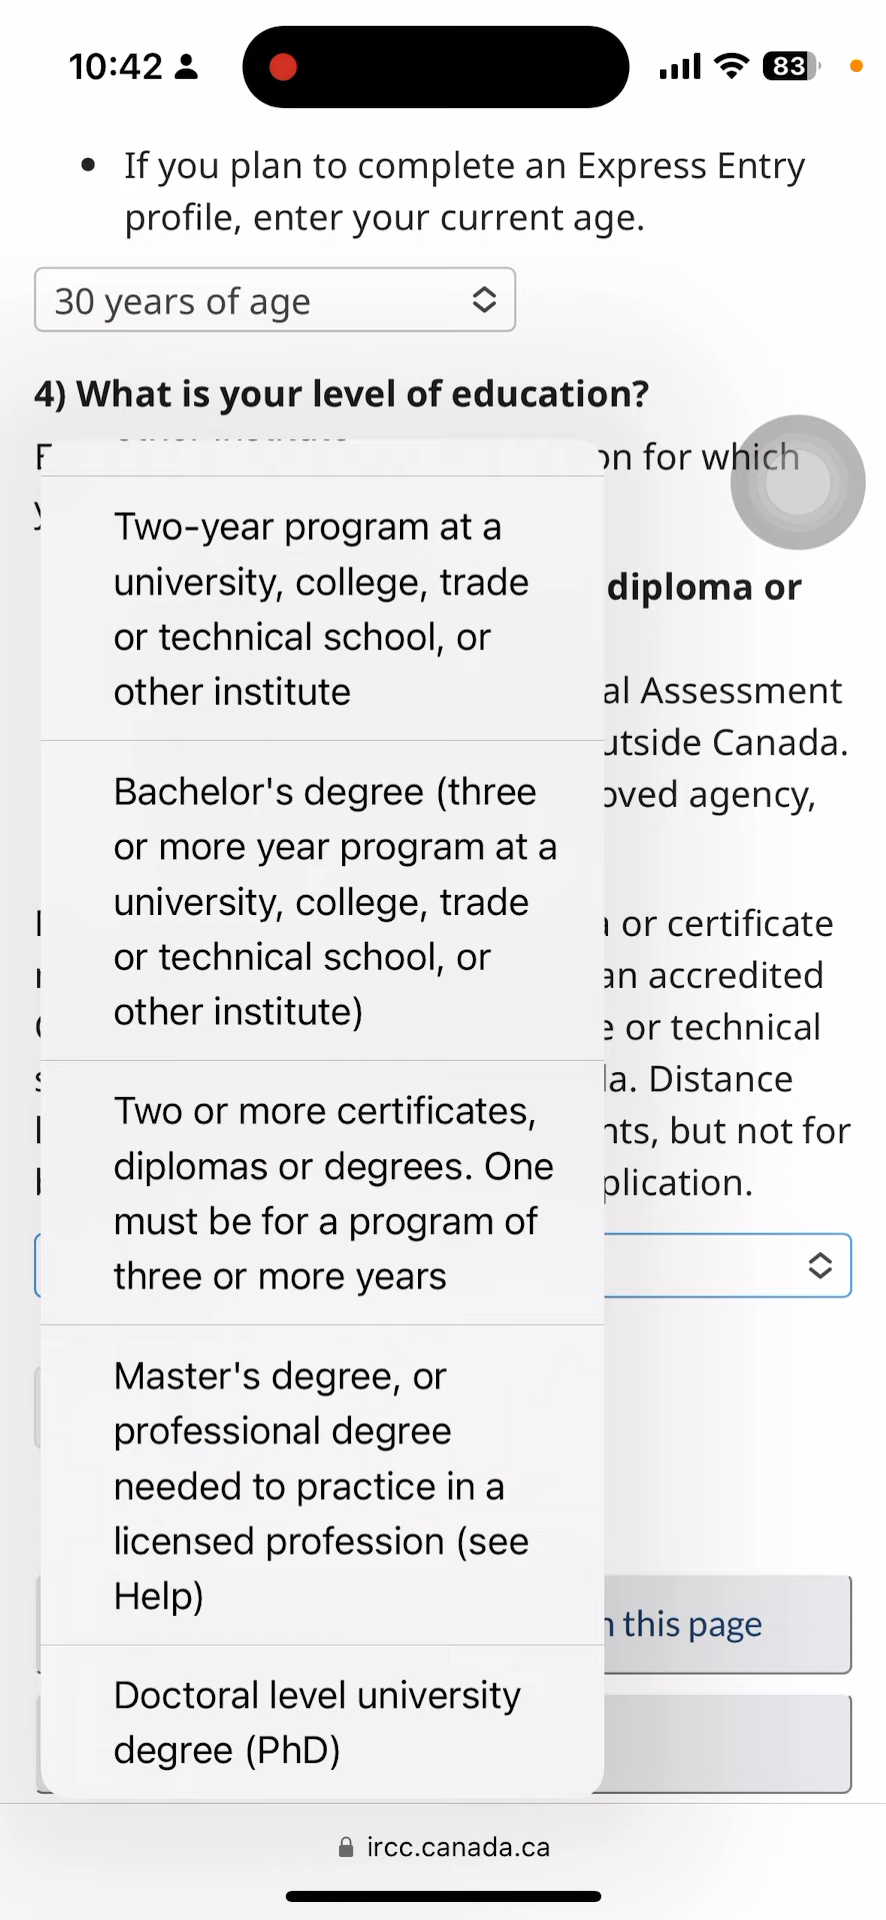 10:42
83
If you plan to complete an Express Entry
profile, enter your current age.
30 years of age
4) What is your level of education?
for which
Two-year program at a
university, college, trade
or technical school, or
other institute
diploma or
Assessment
Canada.
agency,
Bachelor's degree (three
or more year program at a
university, college, trade
or technical school, or
other institute)
or certificate
an accredited
or technical
Distance
but not for
Two or more certificates,
diplomas or degrees. One
must be for a program of
three or more years
Master's degree, or
professional degree
needed to practice in a
licensed profession (see
Help)
this page
Doctoral level university
degree (PhD)
ircc.canada.ca